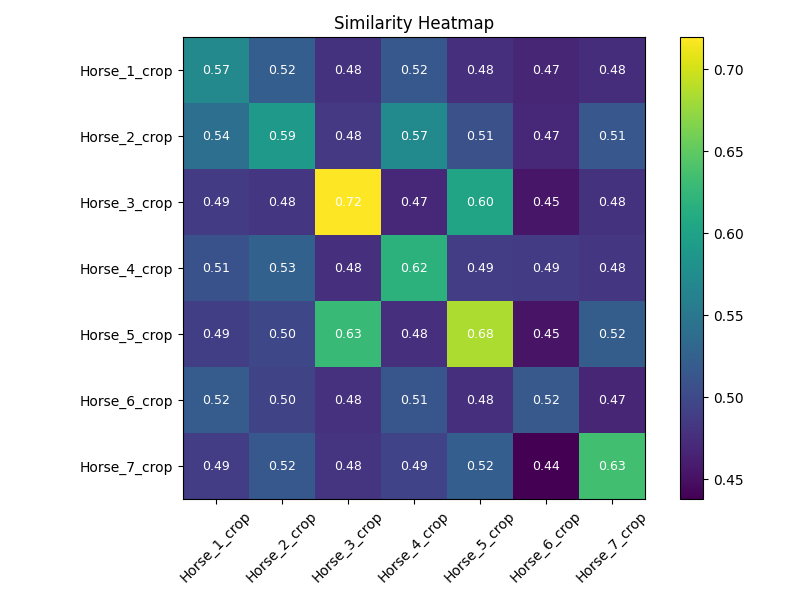 Similarity Heatmap
Horse_1_crop 0.57 0.52 0.48 0.52 0.48 0.47 0.48
Horse_2_crop 0.54 0.59 0.48 0.57 0.51 0.47 0.51
Horse_3_crop 0.49 0.48 0.72 0.47 0.60 0.45 0.48
Horse_4_crop 0.51 0.53 0.48 0.62 0.49 0.49 0.48
Horse_5_crop 0.49 0.50 0.63 0.48 0.68 0.45 0.52
Horse_6_crop 0.52 0.50 0.48 0.51 0.48 0.52 0.47
Horse_7_crop 0.49 0.52 0.48 0.49 0.52 0.44 0.63
Horse_1_crop Horse_2_crop Horse_3_crop Horse_4_crop Horse_5_crop Horse_6_crop Horse_7_crop
0.70
0.65
0.60
0.55
0.50
0.45